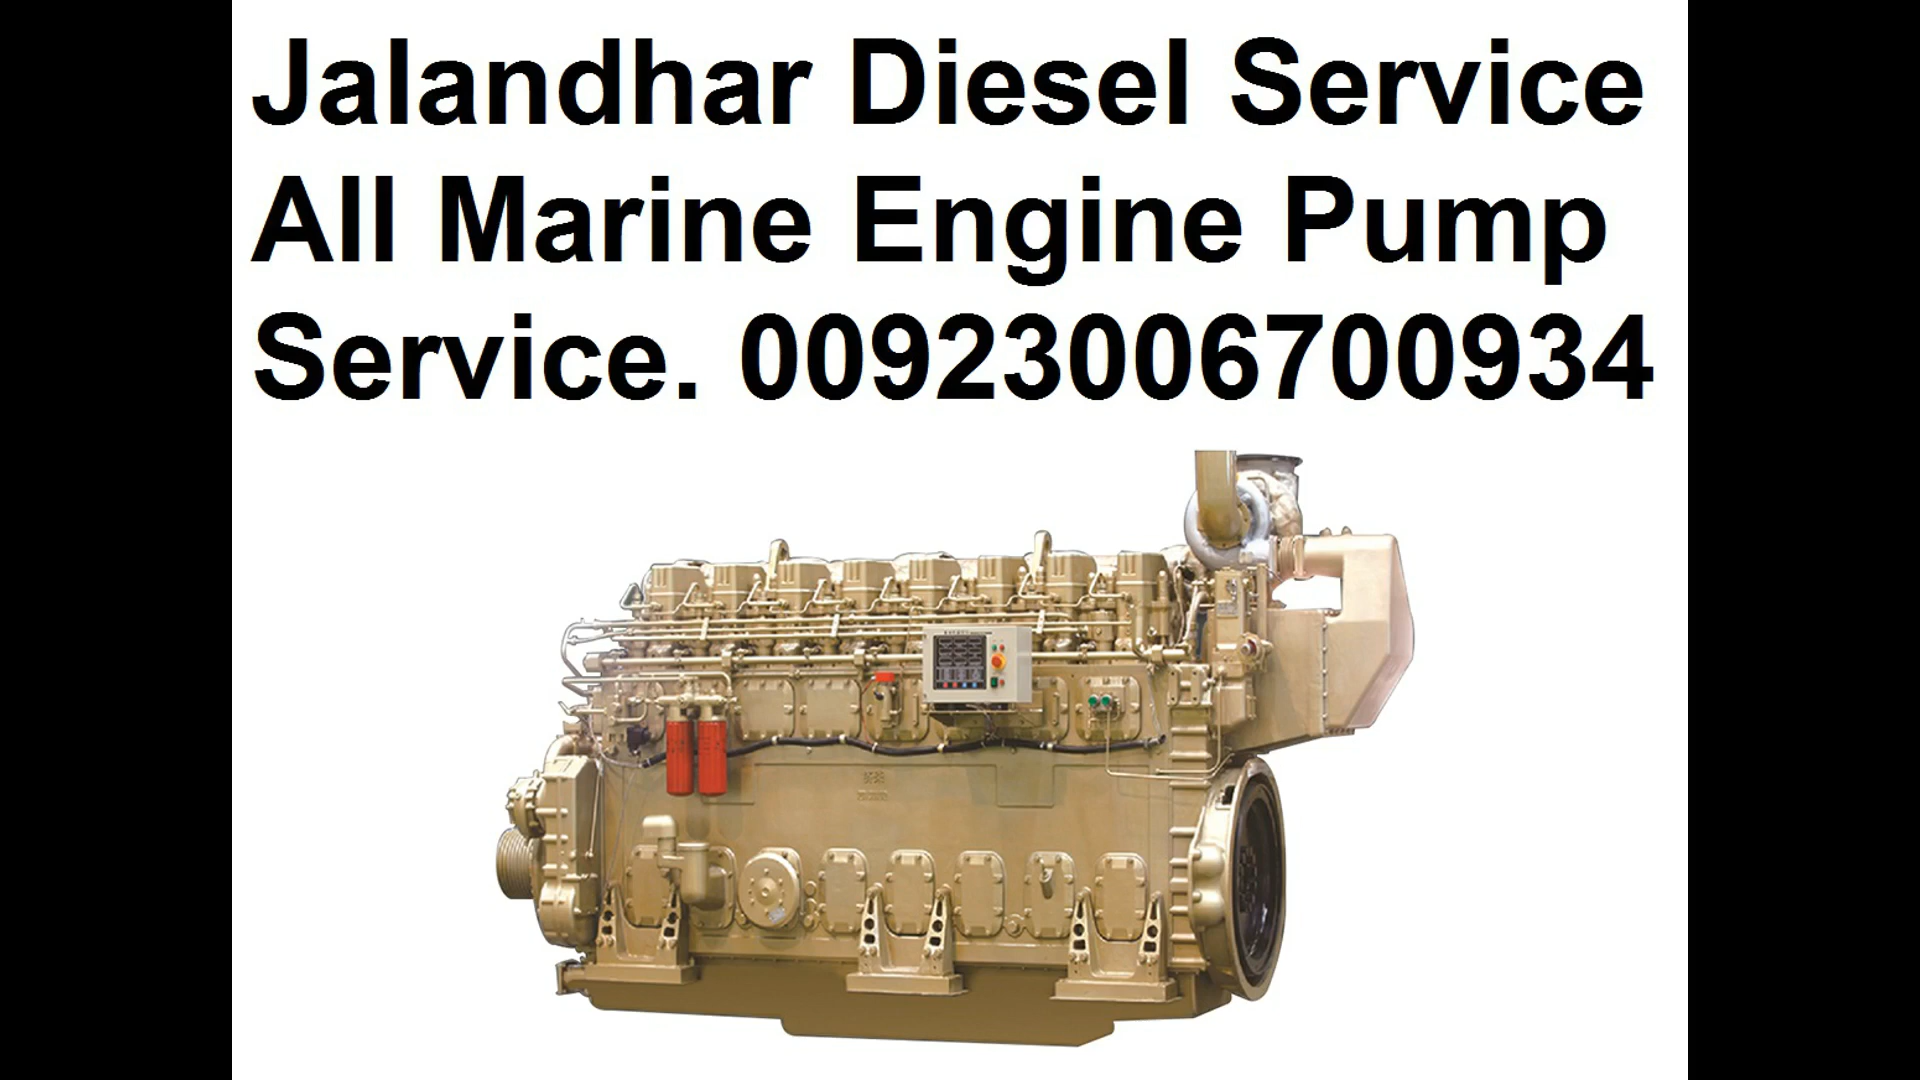 Jalandhar Diesel Service
All Marine Engine Pump
Service. 00923006700934